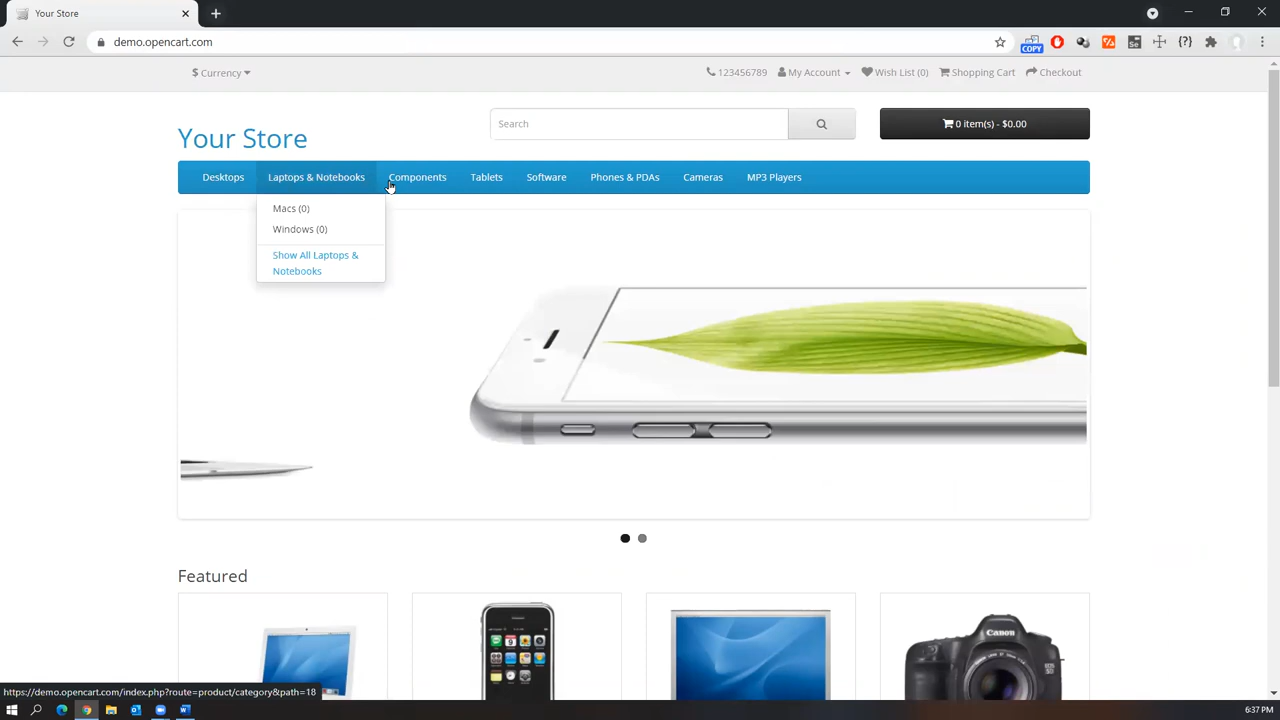 Your Store
demo.opencart.com
COPY
Se
{?}
$ Currency
123456789
My Account
Wish List (0)
Shopping Cart
Checkout
Your Store
Search
0 item(s) - $0.00
Desktops
Laptops & Notebooks
Components
Tablets
Software
Phones & PDAs
Cameras
MP3 Players
Macs (0)
Windows (0)
Show All Laptops &
Notebooks
Featured
Canon
https://demo.opencart.com/index.php?route=product/category&path=18
6:37 PM